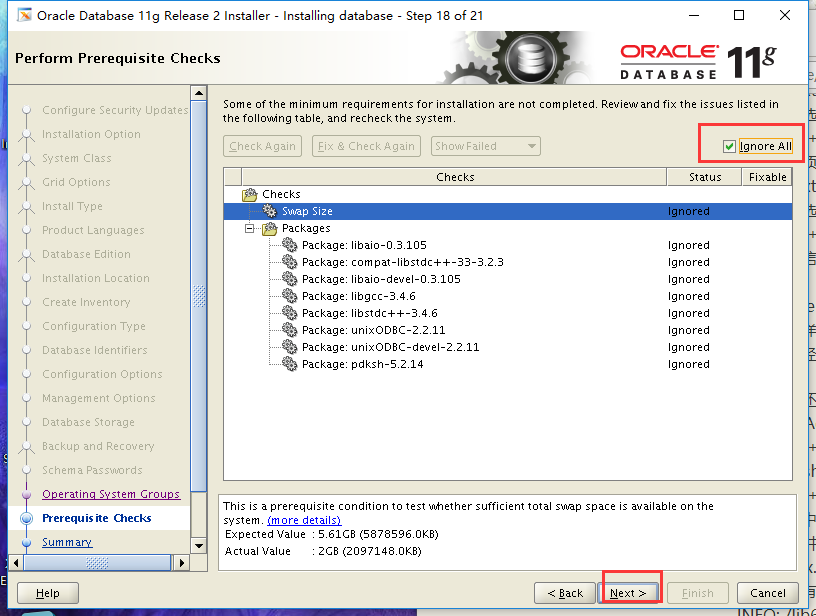 Oracle Database 11g Release 2 Installer - Installing database - Step 18 of 21
Perform Prerequisite Checks
ORACLE
DATABASE 11g
Configure Security Updates
Installation Option
System Class
Grid Options
Install Type
Product Languages
Database Edition
Installation Location
Create Inventory
Configuration Type
Database Identifiers
Configuration Options
Management Options
Database Storage
Backup and Recovery
Schema Passwords
Operating System Groups
Prerequisite Checks
Summary
Some of the minimum requirements for installation are not completed. Review and fix the issues listed in
the following table, and recheck the system.
Check Again
Fix & Check Again
Show Failed
Ignore All
Checks Status Fixable
Checks
Swap Size Ignored
Packages
Package: libaio-0.3.105 Ignored
Package: compat-libstdc++-33-3.2.3 Ignored
Package: libaio-devel-0.3.105 Ignored
Package: libgcc-3.4.6 Ignored
Package: libstdc++-3.4.6 Ignored
Package: unixODBC-2.2.11 Ignored
Package: unixODBC-devel-2.2.11 Ignored
Package: pdksh-5.2.14 Ignored
This is a prerequisite condition to test whether sufficient total swap space is available on the
system. (more details)
Expected Value : 5.61GB (5878596.0KB)
Actual Value : 2GB (2097148.0KB)
Help
< Back
Next >
Finish
Cancel